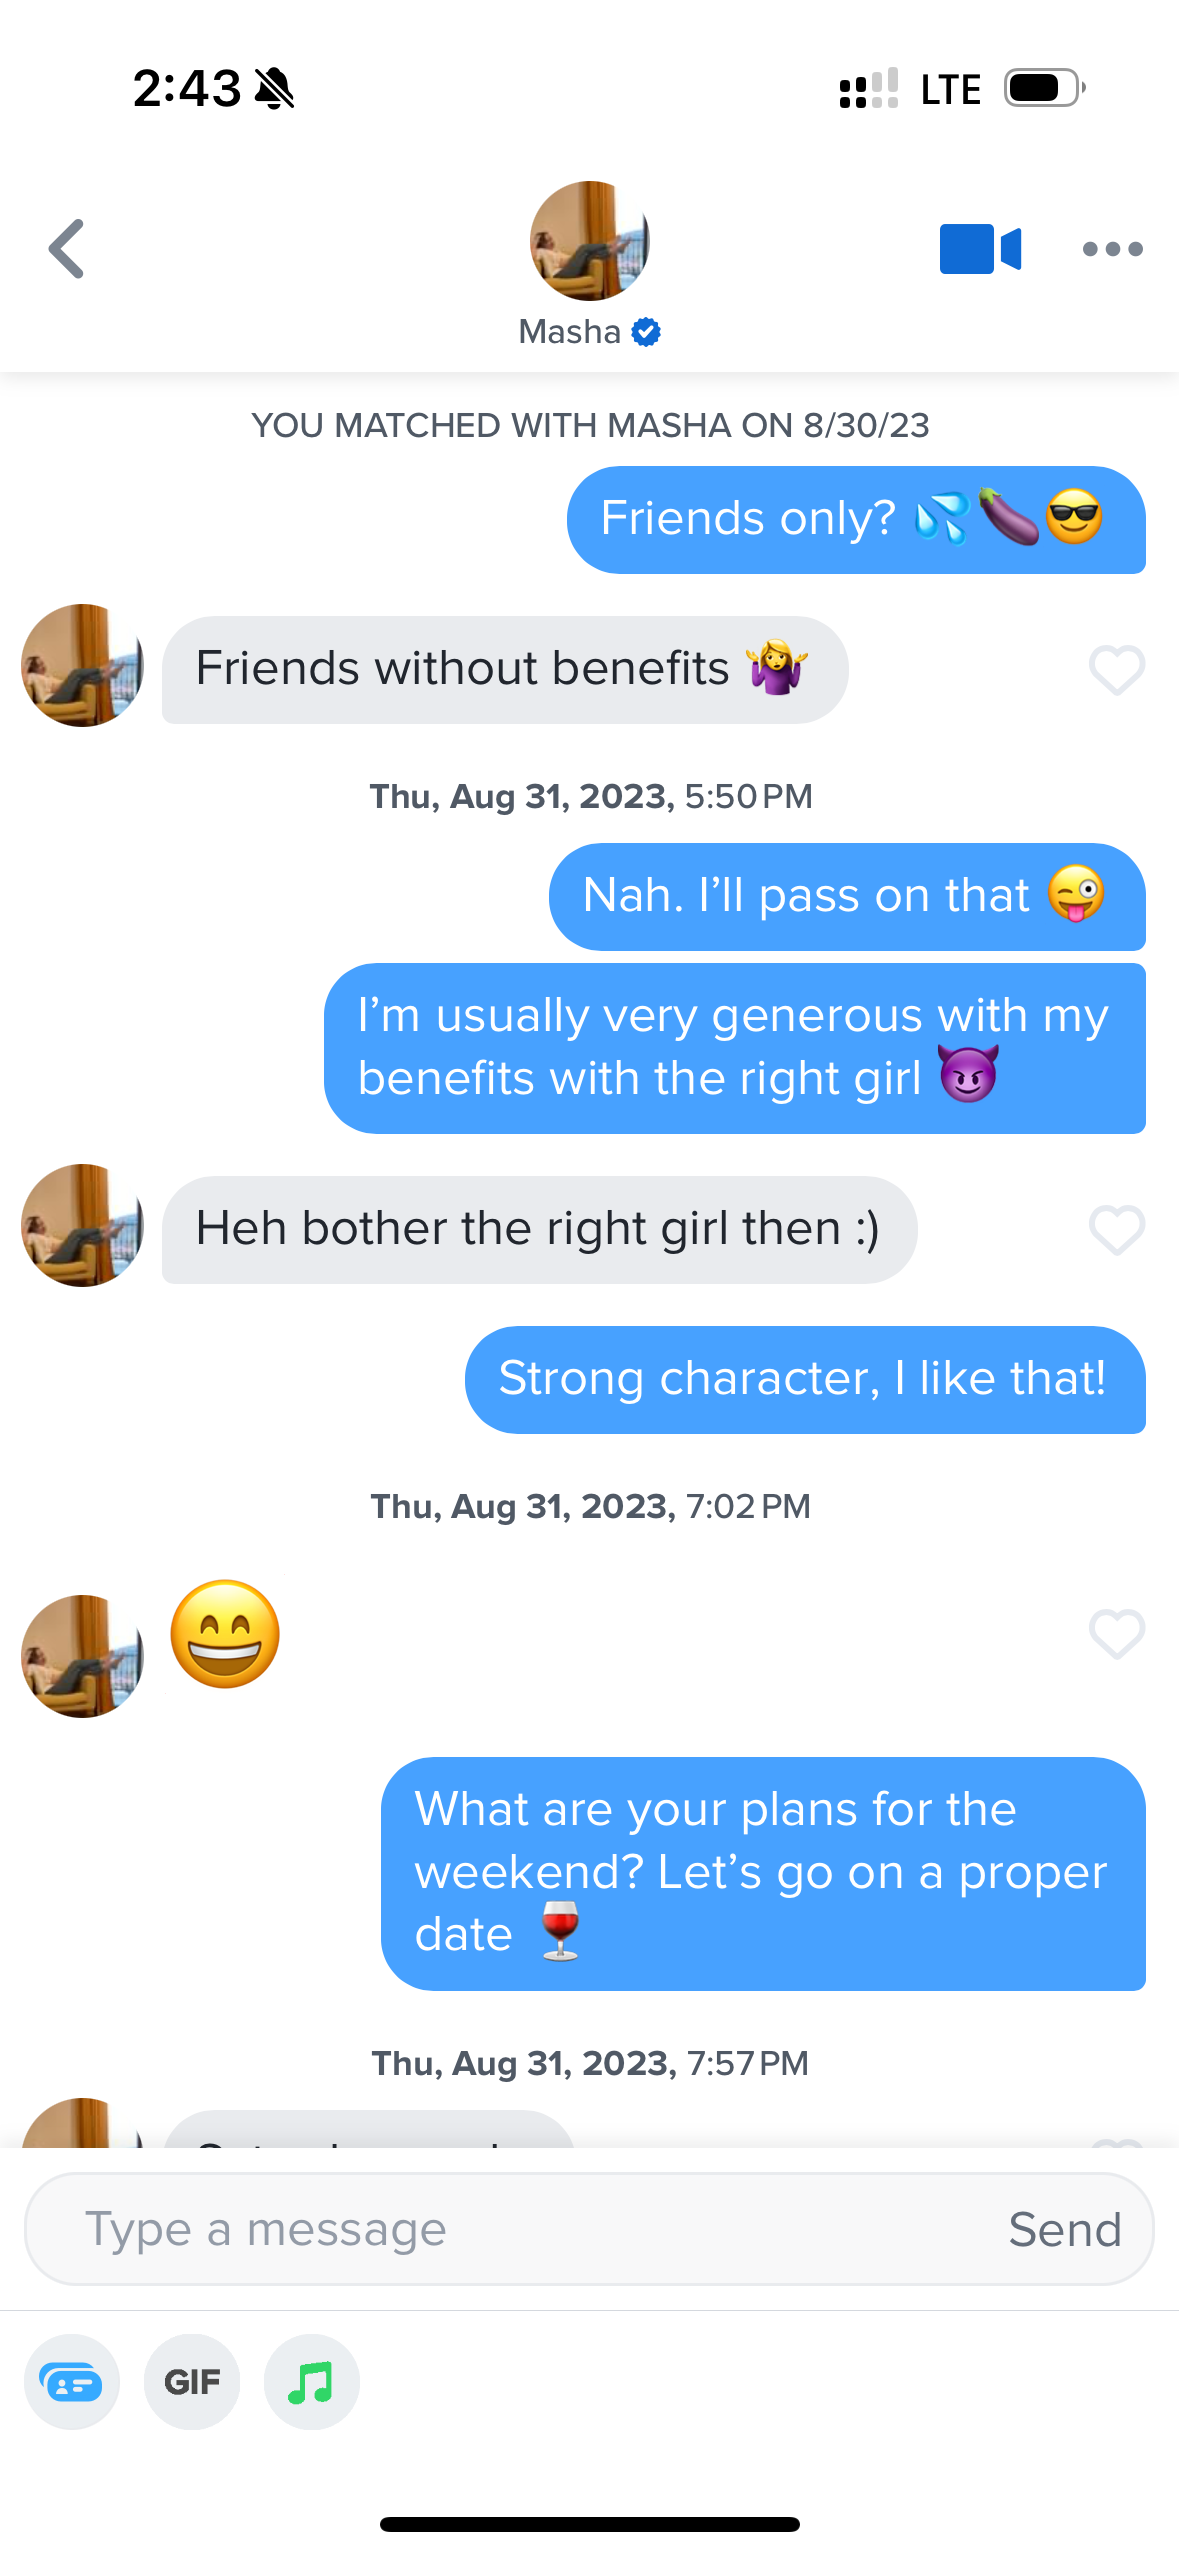 2:43
LTE
Masha
YOU MATCHED WITH MASHA ON 8/30/23
Friends only? 💦🍆😎
Friends without benefits 🤷‍♀️
Thu, Aug 31, 2023, 5:50 PM
Nah. I’ll pass on that 😜
I’m usually very generous with my
benefits with the right girl 😈
Heh bother the right girl then :)
Strong character, I like that!
Thu, Aug 31, 2023, 7:02 PM
😄
What are your plans for the
weekend? Let’s go on a proper
date 🍷
Thu, Aug 31, 2023, 7:57 PM
Type a message
Send
GIF